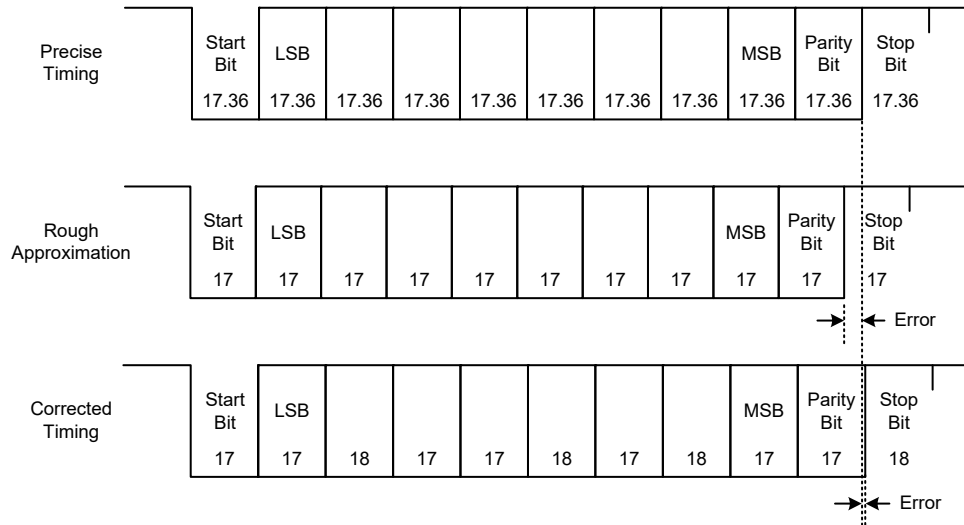 Precise
Timing
Start
Bit
LSB
MSB
Parity
Bit
Stop
Bit
17.36 17.36 17.36 17.36 17.36 17.36 17.36 17.36 17.36 17.36 17.36
Rough
Approximation
Start
Bit
LSB
MSB
Parity
Bit
Stop
Bit
17 17 17 17 17 17 17 17 17 17 17
Error
Corrected
Timing
Start
Bit
LSB
MSB
Parity
Bit
Stop
Bit
17 17 18 17 17 18 17 18 17 17 18
Error